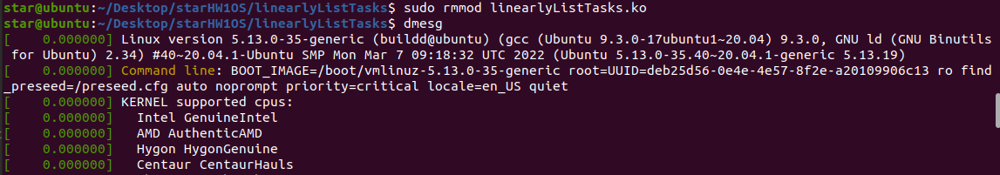 star@ubuntu:~/Desktop/starHW1OS/linearlyListTasks$ sudo rmmod linearlyListTasks.ko
star@ubuntu:~/Desktop/starHW1OS/linearlyListTasks$ dmesg
[    0.000000] Linux version 5.13.0-35-generic (buildd@ubuntu) (gcc (Ubuntu 9.3.0-17ubuntu1~20.04) 9.3.0, GNU ld (GNU Binutils
 for Ubuntu) 2.34) #40~20.04.1-Ubuntu SMP Mon Mar 7 09:18:32 UTC 2022 (Ubuntu 5.13.0-35.40~20.04.1-generic 5.13.19)
[    0.000000] Command line: BOOT_IMAGE=/boot/vmlinuz-5.13.0-35-generic root=UUID=deb25d56-0e4e-4e57-8f2e-a20109906c13 ro find
_preseed=/preseed.cfg auto noprompt priority=critical locale=en_US quiet
[    0.000000] KERNEL supported cpus:
[    0.000000]   Intel GenuineIntel
[    0.000000]   AMD AuthenticAMD
[    0.000000]   Hygon HygonGenuine
[    0.000000]   Centaur CentaurHauls